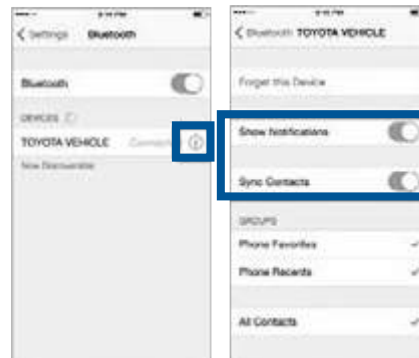 Settings Bluetooth
Bluetooth
DEVICES
TOYOTA VEHICLE Connected
Now Discoverable
Bluetooth TOYOTA VEHICLE
Forget this Device
Show Notifications
Sync Contacts
GROUPS
Phone Favorites
Phone Recents
All Contacts